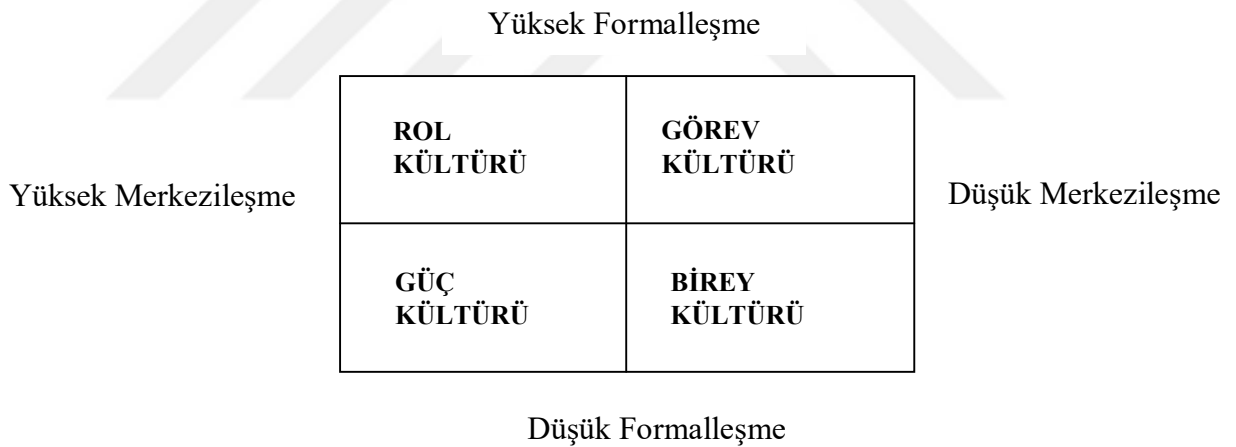 Yüksek Formalleşme
ROL
KÜLTÜRÜ
GÖREV
KÜLTÜRÜ
Yüksek Merkezileşme
Düşük Merkezileşme
GÜÇ
KÜLTÜRÜ
BİREY
KÜLTÜRÜ
Düşük Formalleşme